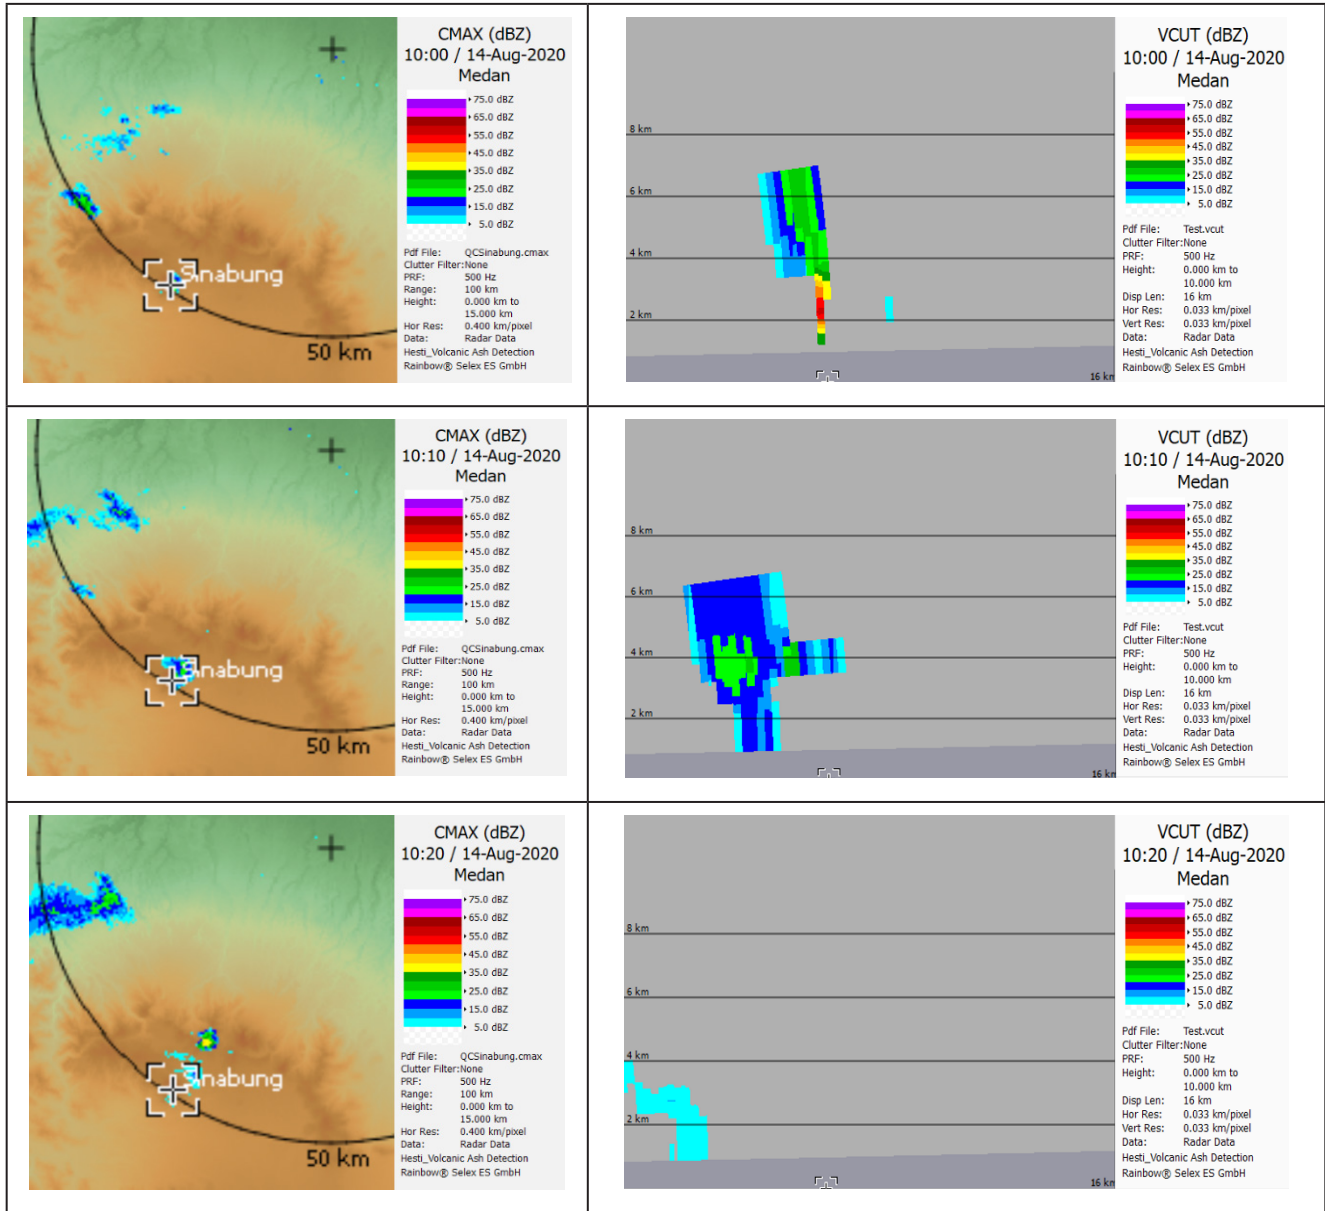 CMAX (dBZ)
10:00 / 14-Aug-2020
Medan
75.0 dBZ
65.0 dBZ
55.0 dBZ
45.0 dBZ
35.0 dBZ
25.0 dBZ
15.0 dBZ
5.0 dBZ
Pdf File: QCSinabung.cmax
Clutter Filter:None
PRF: 500 Hz
Range: 100 km
Height: 0.000 km to
15.000 km
Hor Res: 0.400 km/pixel
Data: Radar Data
Hesti_Volcanic Ash Detection
Rainbow® Selex ES GmbH
Sinabung
50 km
VCUT (dBZ)
10:00 / 14-Aug-2020
Medan
75.0 dBZ
65.0 dBZ
55.0 dBZ
45.0 dBZ
35.0 dBZ
25.0 dBZ
15.0 dBZ
5.0 dBZ
Pdf File: Test.vcut
Clutter Filter:None
PRF: 500 Hz
Height: 0.000 km to
10.000 km
Disp Len: 16 km
Hor Res: 0.033 km/pixel
Vert Res: 0.033 km/pixel
Data: Radar Data
Hesti_Volcanic Ash Detection
Rainbow® Selex ES GmbH
8 km
6 km
4 km
2 km
16 km
CMAX (dBZ)
10:10 / 14-Aug-2020
Medan
75.0 dBZ
65.0 dBZ
55.0 dBZ
45.0 dBZ
35.0 dBZ
25.0 dBZ
15.0 dBZ
5.0 dBZ
Pdf File: QCSinabung.cmax
Clutter Filter:None
PRF: 500 Hz
Range: 100 km
Height: 0.000 km to
15.000 km
Hor Res: 0.400 km/pixel
Data: Radar Data
Hesti_Volcanic Ash Detection
Rainbow® Selex ES GmbH
Sinabung
50 km
VCUT (dBZ)
10:10 / 14-Aug-2020
Medan
75.0 dBZ
65.0 dBZ
55.0 dBZ
45.0 dBZ
35.0 dBZ
25.0 dBZ
15.0 dBZ
5.0 dBZ
Pdf File: Test.vcut
Clutter Filter:None
PRF: 500 Hz
Height: 0.000 km to
10.000 km
Disp Len: 16 km
Hor Res: 0.033 km/pixel
Vert Res: 0.033 km/pixel
Data: Radar Data
Hesti_Volcanic Ash Detection
Rainbow® Selex ES GmbH
8 km
6 km
4 km
2 km
16 km
CMAX (dBZ)
10:20 / 14-Aug-2020
Medan
75.0 dBZ
65.0 dBZ
55.0 dBZ
45.0 dBZ
35.0 dBZ
25.0 dBZ
15.0 dBZ
5.0 dBZ
Pdf File: QCSinabung.cmax
Clutter Filter:None
PRF: 500 Hz
Range: 100 km
Height: 0.000 km to
15.000 km
Hor Res: 0.400 km/pixel
Data: Radar Data
Hesti_Volcanic Ash Detection
Rainbow® Selex ES GmbH
Sinabung
50 km
VCUT (dBZ)
10:20 / 14-Aug-2020
Medan
75.0 dBZ
65.0 dBZ
55.0 dBZ
45.0 dBZ
35.0 dBZ
25.0 dBZ
15.0 dBZ
5.0 dBZ
Pdf File: Test.vcut
Clutter Filter:None
PRF: 500 Hz
Height: 0.000 km to
10.000 km
Disp Len: 16 km
Hor Res: 0.033 km/pixel
Vert Res: 0.033 km/pixel
Data: Radar Data
Hesti_Volcanic Ash Detection
Rainbow® Selex ES GmbH
8 km
6 km
4 km
2 km
16 km